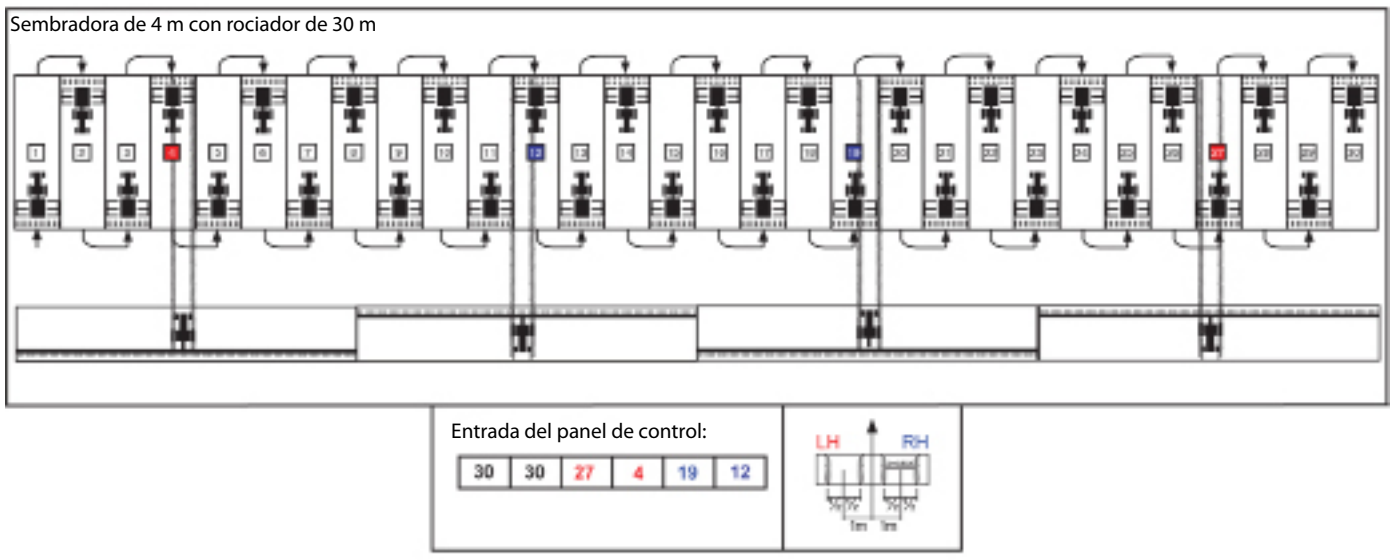 Sembradora de 4 m con rociador de 30 m
1 2 3 4 5 6 7 8 9 10 11 12 13 14 15 16 17 18 19 20 21 22 23 24 25 26 27 28 29 30
Entrada del panel de control:
30 30 27 4 19 12
LH RH
1m 1m